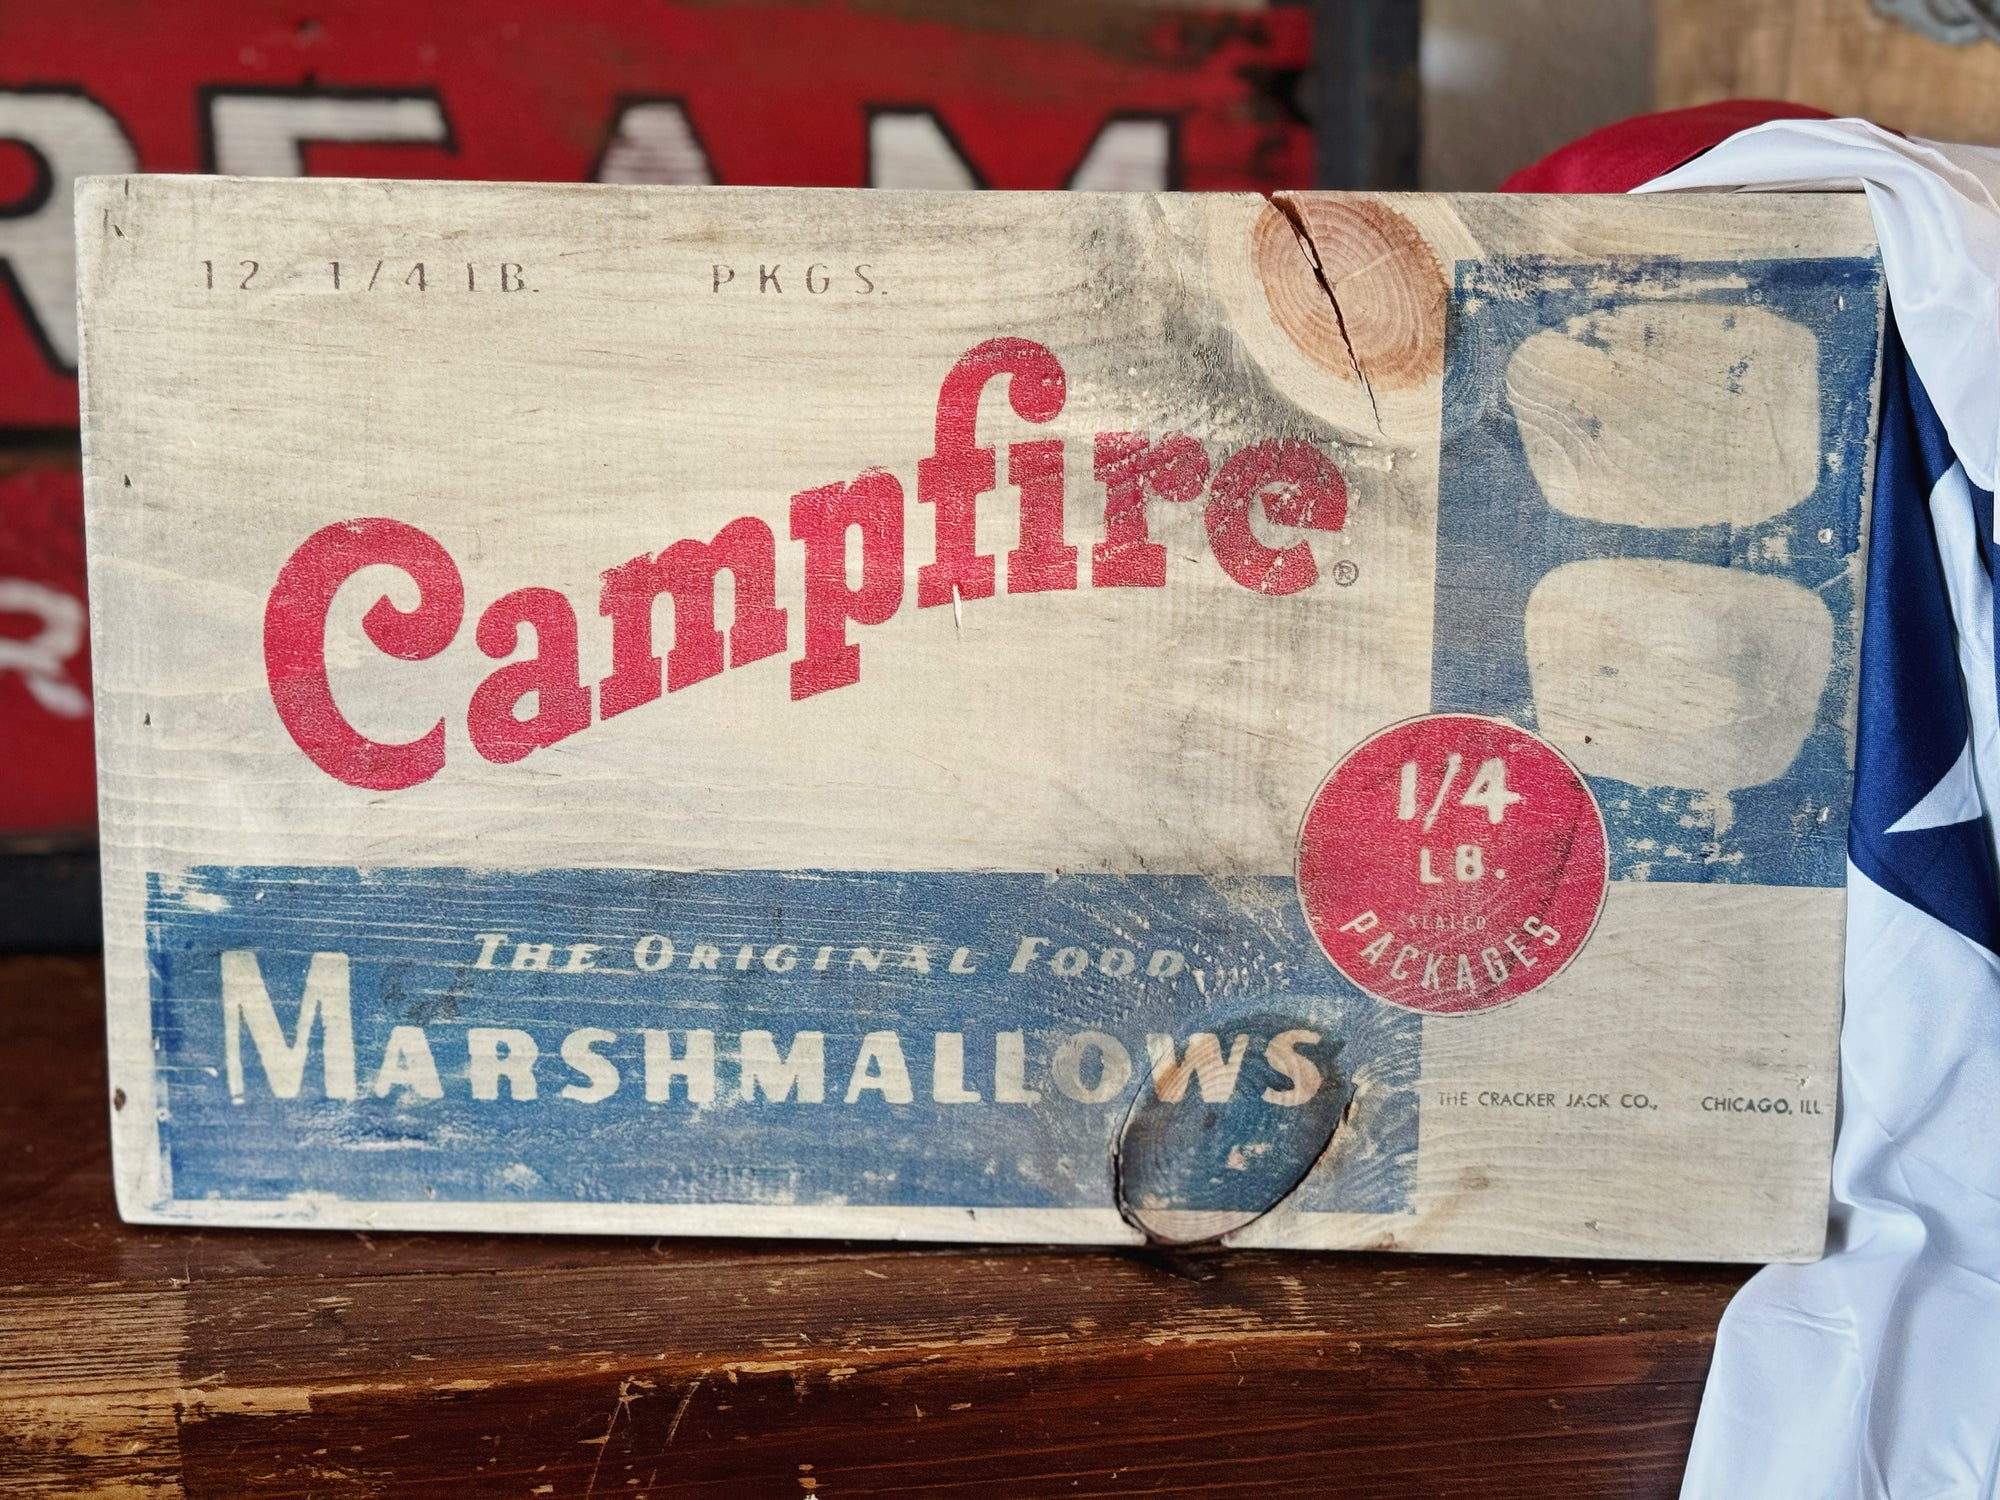 REAM
12 1/4 LB. PKGS.
Campfire®
1/4
LB.
SEALED
PACKAGES
THE ORIGINAL FOOD
MARSHMALLOWS
THE CRACKER JACK CO., CHICAGO, ILL